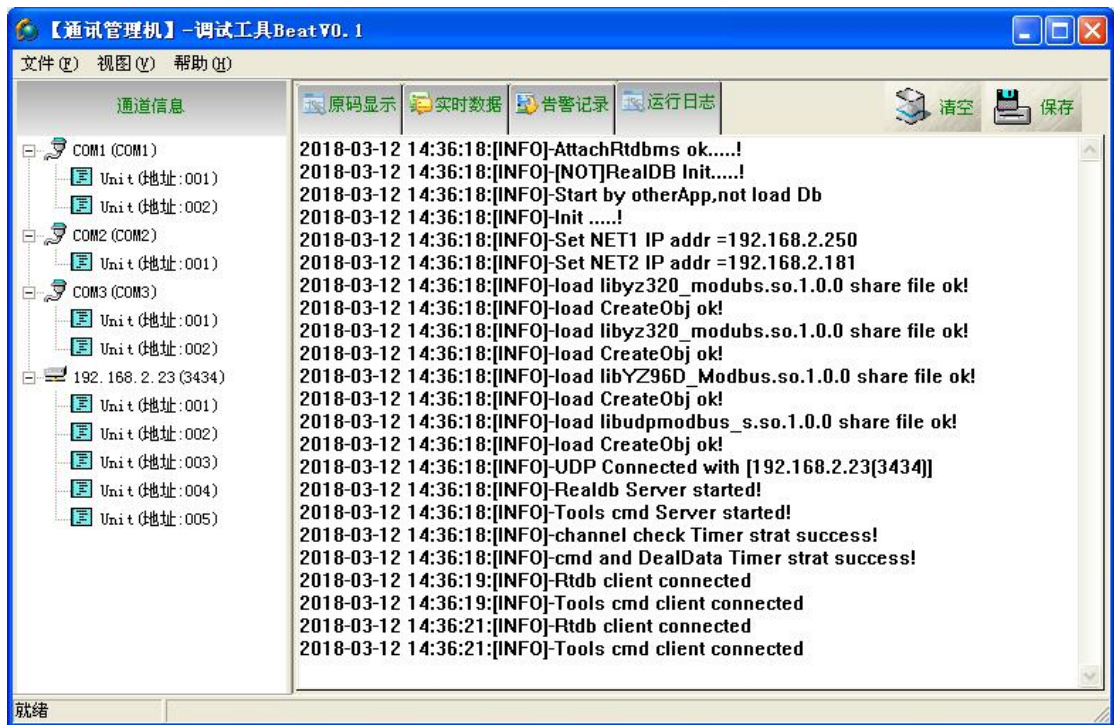 【通讯管理机】-调试工具BeatV0.1
文件(F) 视图(V) 帮助(H)
通道信息
原码显示 实时数据 告警记录 运行日志 清空 保存
COM1(COM1)
Unit(地址:001)
Unit(地址:002)
COM2(COM2)
Unit(地址:001)
COM3(COM3)
Unit(地址:001)
Unit(地址:002)
192.168.2.23(3434)
Unit(地址:001)
Unit(地址:002)
Unit(地址:003)
Unit(地址:004)
Unit(地址:005)
2018-03-12 14:36:18:[INFO]-AttachRtdbms ok.....!
2018-03-12 14:36:18:[INFO]-[NOT]RealDB Init.....!
2018-03-12 14:36:18:[INFO]-Start by otherApp,not load Db
2018-03-12 14:36:18:[INFO]-Init .....!
2018-03-12 14:36:18:[INFO]-Set NET1 IP addr =192.168.2.250
2018-03-12 14:36:18:[INFO]-Set NET2 IP addr =192.168.2.181
2018-03-12 14:36:18:[INFO]-load libyz320_modubs.so.1.0.0 share file ok!
2018-03-12 14:36:18:[INFO]-load CreateObj ok!
2018-03-12 14:36:18:[INFO]-load libyz320_modubs.so.1.0.0 share file ok!
2018-03-12 14:36:18:[INFO]-load CreateObj ok!
2018-03-12 14:36:18:[INFO]-load libYZ96D_Modbus.so.1.0.0 share file ok!
2018-03-12 14:36:18:[INFO]-load CreateObj ok!
2018-03-12 14:36:18:[INFO]-load libudpmodbus_s.so.1.0.0 share file ok!
2018-03-12 14:36:18:[INFO]-load CreateObj ok!
2018-03-12 14:36:18:[INFO]-UDP Connected with [192.168.2.23(3434)]
2018-03-12 14:36:18:[INFO]-Realdb Server started!
2018-03-12 14:36:18:[INFO]-Tools cmd Server started!
2018-03-12 14:36:18:[INFO]-channel check Timer strat success!
2018-03-12 14:36:18:[INFO]-cmd and DealData Timer strat success!
2018-03-12 14:36:19:[INFO]-Rtdb client connected
2018-03-12 14:36:19:[INFO]-Tools cmd client connected
2018-03-12 14:36:21:[INFO]-Rtdb client connected
2018-03-12 14:36:21:[INFO]-Tools cmd client connected
就绪